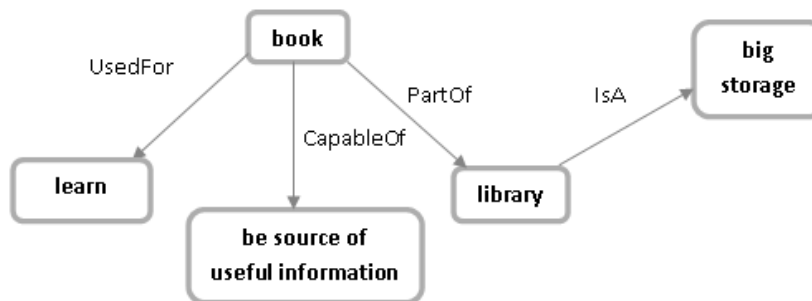 book
big
storage
UsedFor
PartOf
IsA
CapableOf
learn
library
be source of
useful information